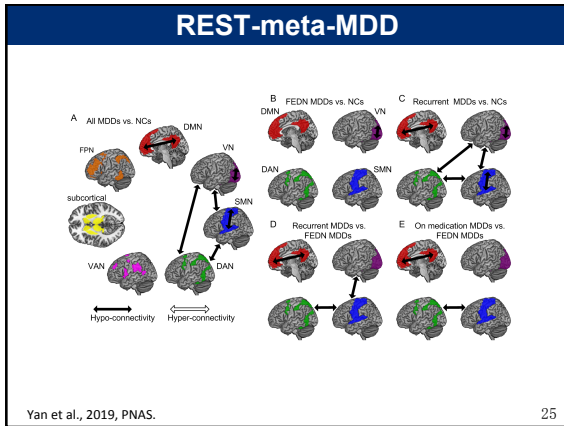 REST-meta-MDD
A
All MDDs vs. NCs
DMN
FPN
VN
subcortical
SMN
VAN
DAN
Hypo-connectivity
Hyper-connectivity
B
FEDN MDDs vs. NCs
DMN
VN
DAN
SMN
C
Recurrent MDDs vs. NCs
D
Recurrent MDDs vs.
FEDN MDDs
E
On medication MDDs vs.
FEDN MDDs
Yan et al., 2019, PNAS.
25